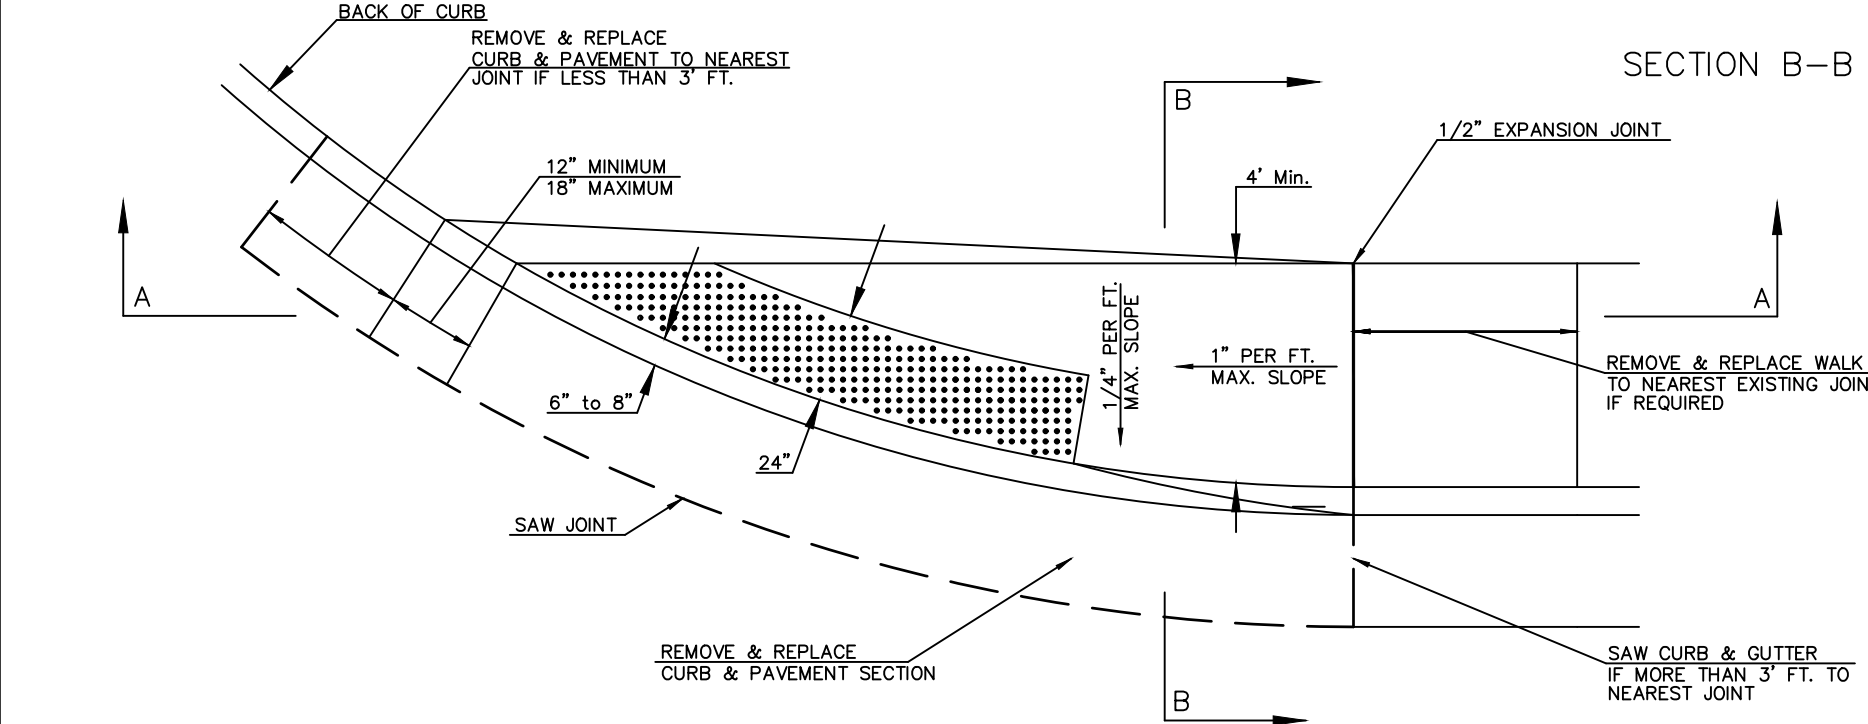 BACK OF CURB
REMOVE & REPLACE
CURB & PAVEMENT TO NEAREST
JOINT IF LESS THAN 3' FT.
SECTION B-B
B
1/2" EXPANSION JOINT
12" MINIMUM
18" MAXIMUM
4' Min.
A
A
1/4" PER FT.
MAX. SLOPE
1" PER FT.
MAX. SLOPE
REMOVE & REPLACE WALK
TO NEAREST EXISTING JOIN
IF REQUIRED
6" to 8"
24"
SAW JOINT
REMOVE & REPLACE
CURB & PAVEMENT SECTION
SAW CURB & GUTTER
IF MORE THAN 3' FT. TO
NEAREST JOINT
B